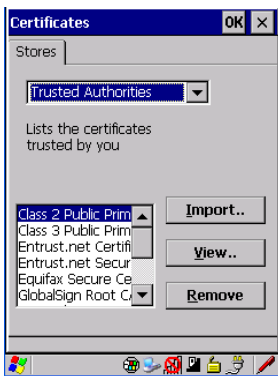 Certificates OK
Stores
Trusted Authorities
Lists the certificates
trusted by you
Class 2 Public Prim
Class 3 Public Prim
Entrust.net Certifi
Entrust.net Secur
Equifax Secure Ce
GlobalSign Root C
Import..
View..
Remove